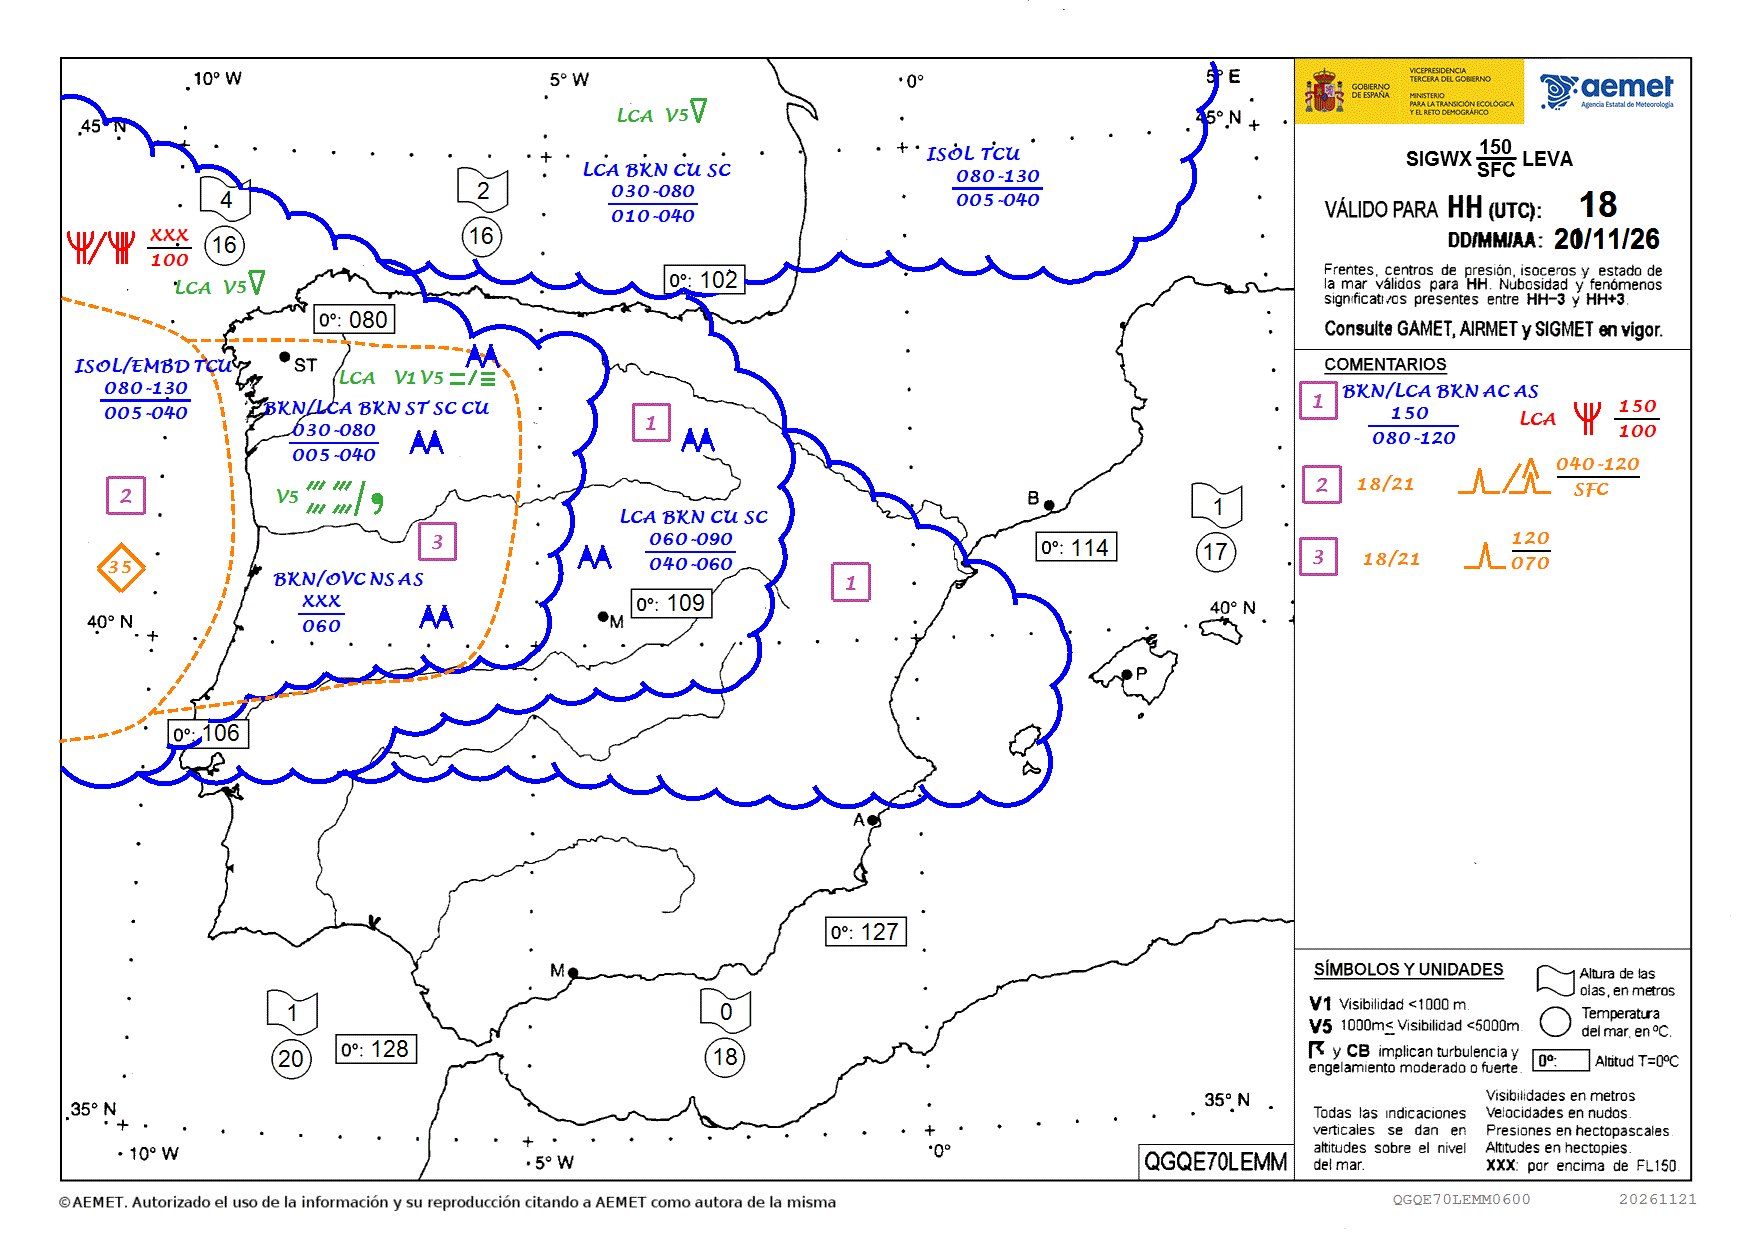 10° W
5° W
0°
5° E
45° N
45° N
LCA V5
LCA BKN CU SC
030-080
010-040
ISOL TCU
080-130
005-040
4
16
2
16
XXX
100
LCA V5
0º: 102
0º: 080
ST
ISOL/EMBD TCU
080-130
005-040
LCA V1 V5
BKN/LCA BKN ST SC CU
030-080
005-040
1
2
V5
3
35
LCA BKN CU SC
060-090
040-060
B
0º: 114
1
17
BKN/OVC NS AS
XXX
060
0º: 109
M
1
40° N
40° N
P
0º: 106
A
0º: 127
M
1
20
0º: 128
0
18
35° N
35° N
10° W
5° W
0°
QGQE70LEMM
GOBIERNO
DE ESPAÑA
VICEPRESIDENCIA
TERCERA DEL GOBIERNO
MINISTERIO
PARA LA TRANSICIÓN ECOLÓGICA
Y EL RETO DEMOGRÁFICO
aemet
Agencia Estatal de Meteorología
SIGWX 150 LEVA
SFC
VÁLIDO PARA HH (UTC): 18
DD/MM/AA: 20/11/26
Frentes, centros de presión, isoceros y estado de
la mar válidos para HH. Nubosidad y fenómenos
significativos presentes entre HH-3 y HH+3.
Consulte GAMET, AIRMET y SIGMET en vigor.
COMENTARIOS
1 BKN/LCA BKN AC AS
150
080-120
LCA 150
100
2 18/21 040-120
SFC
3 18/21 120
070
SÍMBOLOS Y UNIDADES
V1 Visibilidad <1000 m.
V5 1000m≤ Visibilidad <5000m.
y CB implican turbulencia y
engelamiento moderado o fuerte.
Altura de las
olas, en metros
Temperatura
del mar, en ºC.
0º: Altitud T=0ºC
Todas las indicaciones
verticales se dan en
altitudes sobre el nivel
del mar.
Visibilidades en metros
Velocidades en nudos.
Presiones en hectopascales.
Altitudes en hectopies.
XXX: por encima de FL150.
©AEMET. Autorizado el uso de la información y su reproducción citando a AEMET como autora de la misma
QGQE70LEMM0600 20261121